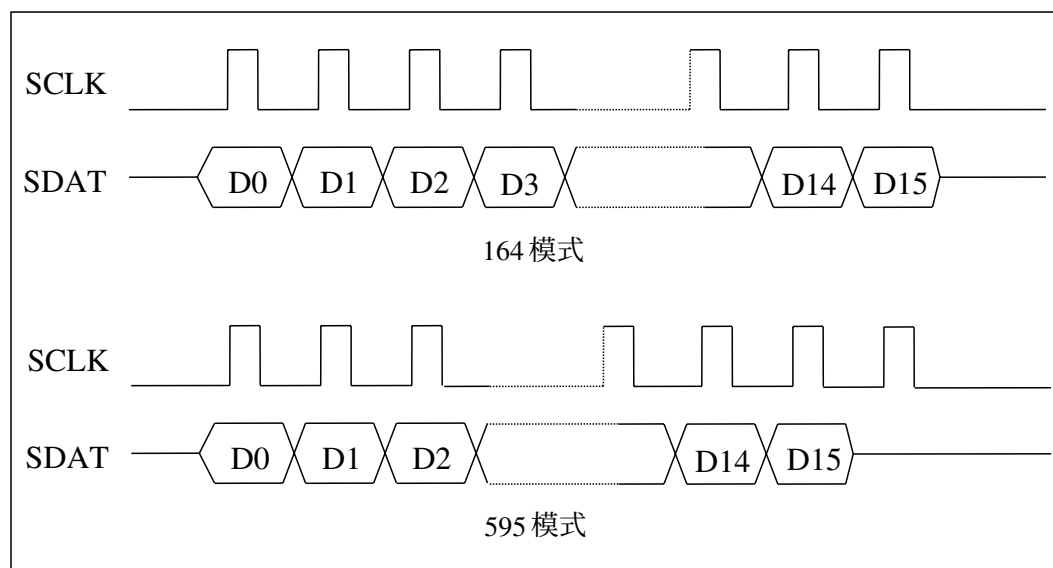 SCLK
SDAT D0 D1 D2 D3 D14 D15
164 模式
SCLK
SDAT D0 D1 D2 D14 D15
595 模式